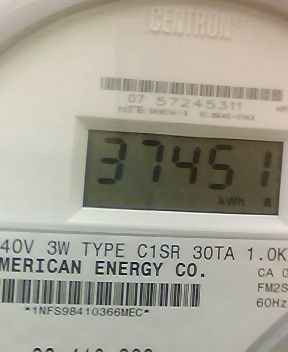 CENTRON
07 57245311
37451
kWh
40V 3W TYPE C1SR 30TA 1.0K
MERICAN ENERGY CO.
CA 0
FM2S
60Hz
*1NFS98410366MEC*